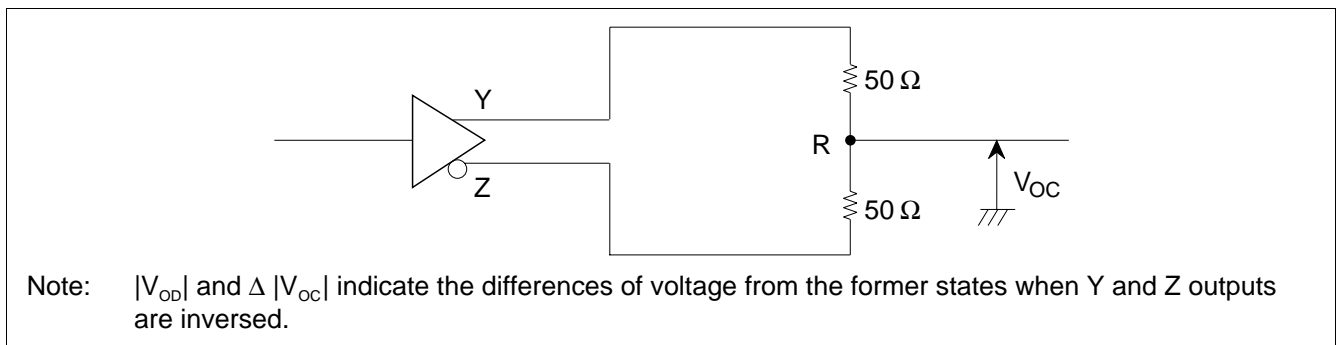 Y
50 Ω
R
Z
V_OC
50 Ω
Note: |V_OD| and Δ |V_OC| indicate the differences of voltage from the former states when Y and Z outputs
are inversed.